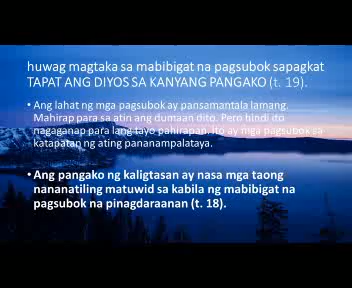 huwag magtaka sa mabibigat na pagsubok sapagkat
TAPAT ANG DIYOS SA KANYANG PANGAKO (t. 19).
• Ang lahat ng mga pagsubok ay pansamantala lamang.
Mahirap para sa atin ang dumaan dito. Pero hindi ito
nagaganap para lang tayo pahirapan. Ito ay mga pagsubok sa
katapatan ng ating pananampalataya.
• Ang pangako ng kaligtasan ay nasa mga taong
nananatiling matuwid sa kabila ng mabibigat na
pagsubok na pinagdaraanan (t. 18).